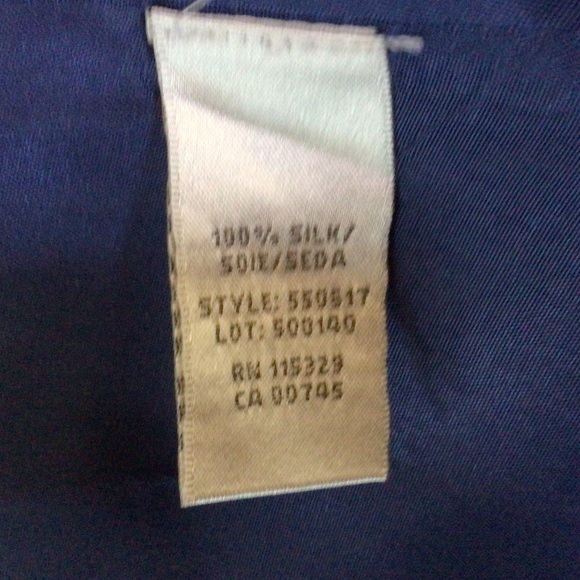 100% SILK/
SOIE/SEDA
STYLE: 550517
LOT: 500140
RN 115329
CA 00745